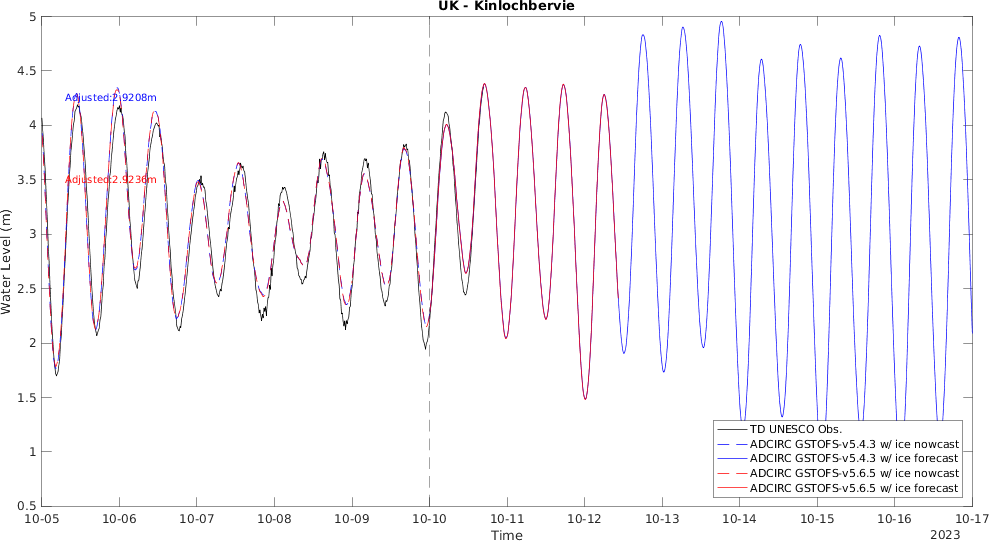 UK - Kinlochbervie
5
4.5
4
3.5
3
2.5
2
1.5
1
0.5
Water Level (m)
Adjusted:2.9208m
Adjusted:2.9236m
TD UNESCO Obs.
ADCIRC GSTOFS-v5.4.3 w/ ice nowcast
ADCIRC GSTOFS-v5.4.3 w/ ice forecast
ADCIRC GSTOFS-v5.6.5 w/ ice nowcast
ADCIRC GSTOFS-v5.6.5 w/ ice forecast
10-05 10-06 10-07 10-08 10-09 10-10 10-11 10-12 10-13 10-14 10-15 10-16 10-17
Time
2023